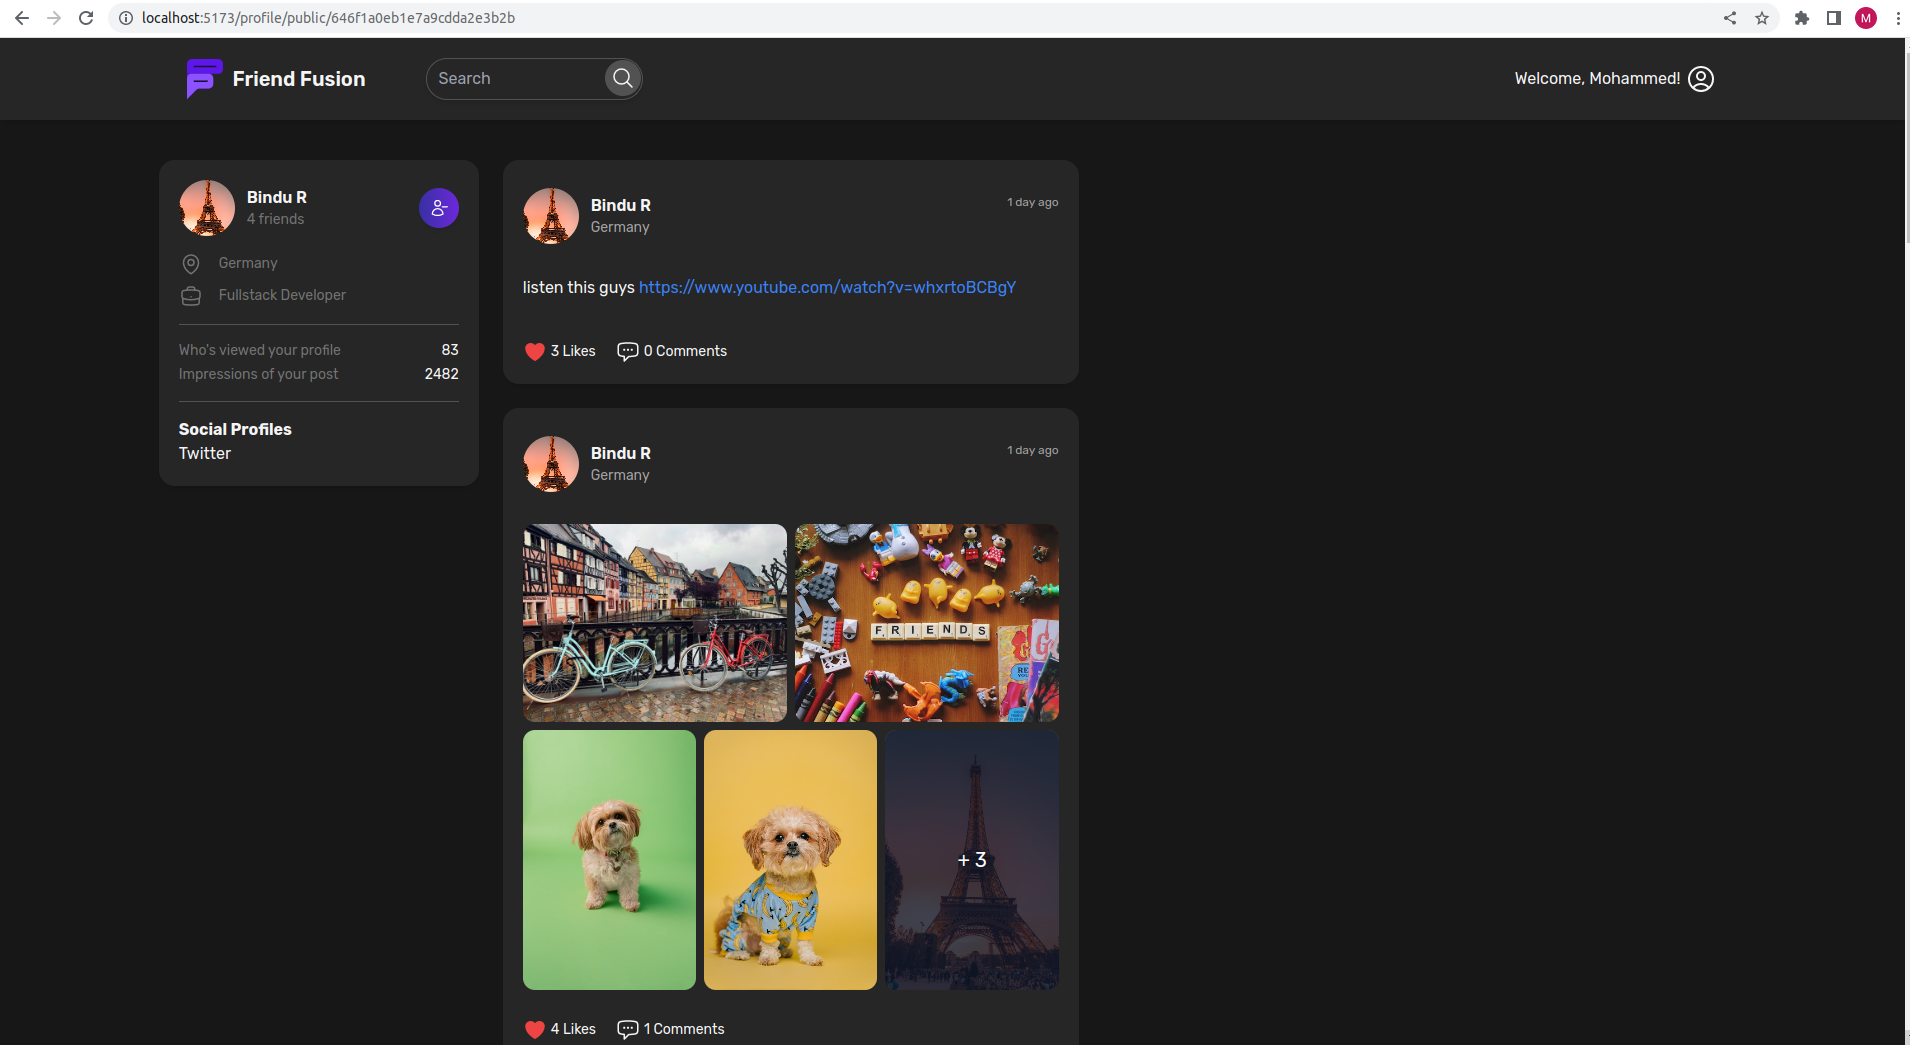 localhost:5173/profile/public/646f1a0eb1e7a9cdda2e3b2b
M
Friend Fusion
Search
Welcome, Mohammed!
Bindu R
4 friends
Germany
Fullstack Developer
Who's viewed your profile 83
Impressions of your post 2482
Social Profiles
Twitter
Bindu R
1 day ago
Germany
listen this guys https://www.youtube.com/watch?v=whxrtoBCBgY
3 Likes 0 Comments
Bindu R
1 day ago
Germany
FRIENDS
+ 3
4 Likes 1 Comments